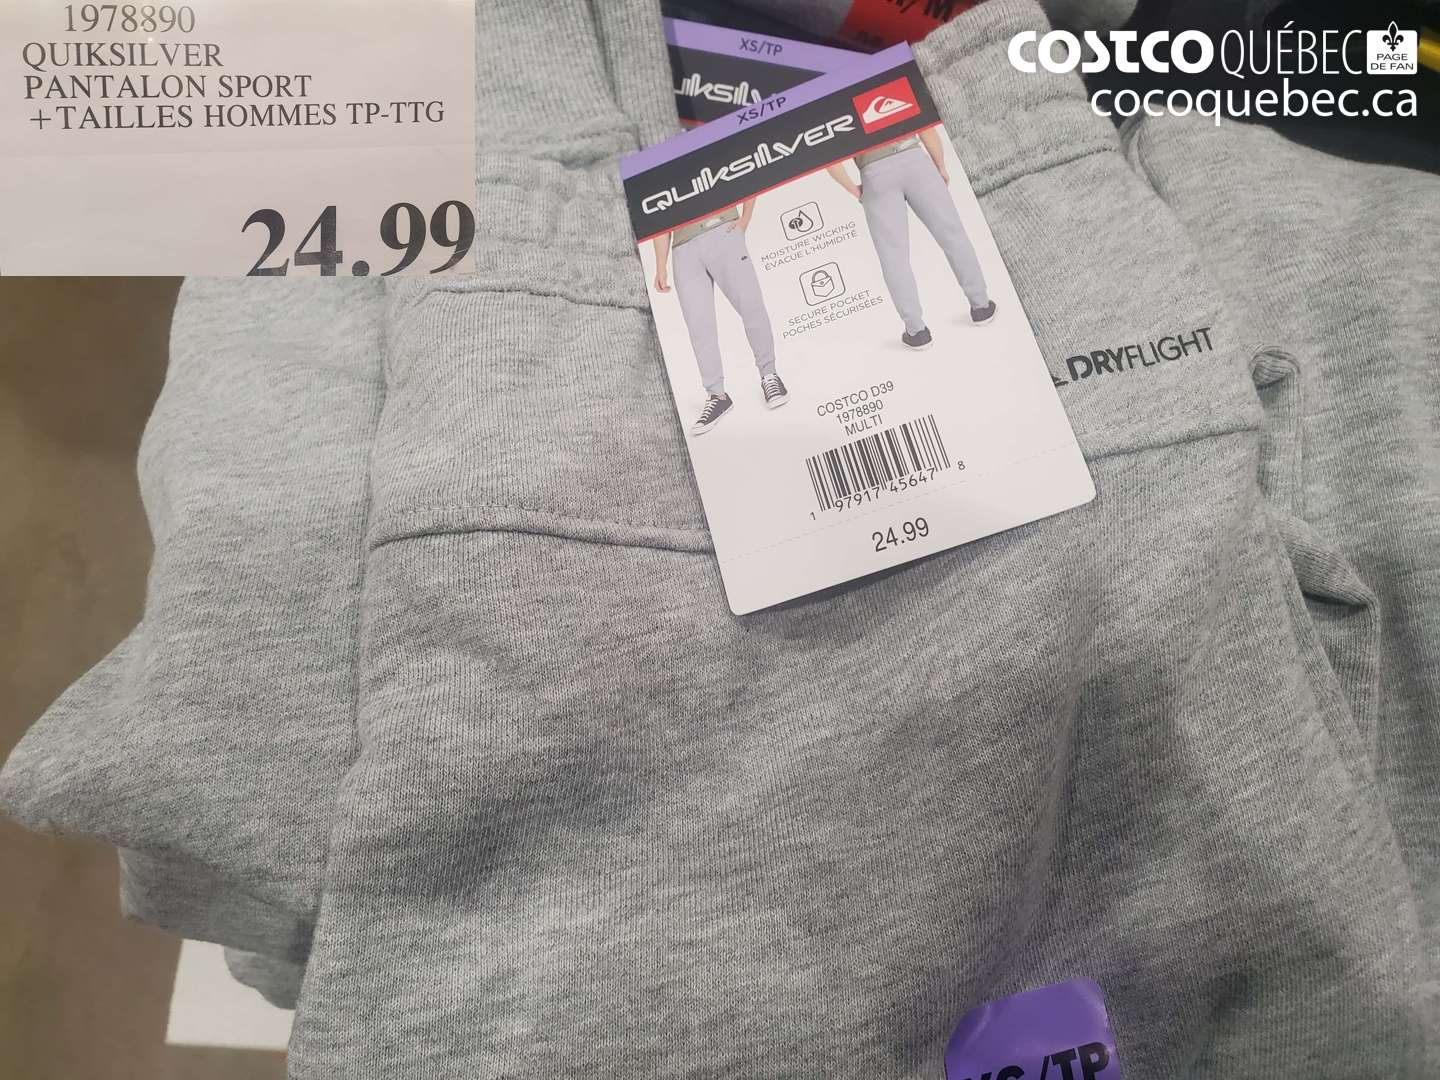 1978890
QUIKSILVER
PANTALON SPORT
+TAILLES HOMMES TP-TTG
24.99
COSTCO QUÉBEC
PAGE
DE FAN
cocoquebec.ca
XS/TP
XS/TP
QUIKSILVER
MOISTURE WICKING
ÉVACUE L'HUMIDITÉ
SECURE POCKET
POCHES SÉCURISÉES
DRYFLIGHT
COSTCO D39
1978890
MULTI
1 97917 45647 8
24.99
XS/TP